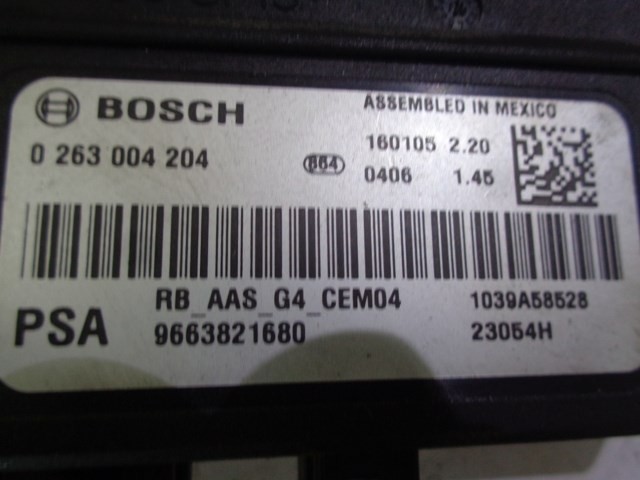 BOSCH
ASSEMBLED IN MEXICO
0 263 004 204
864
160105 2.20
0406 1.45
RB_AAS_G4_CEM04
1039A58528
PSA
9663821680
23054H